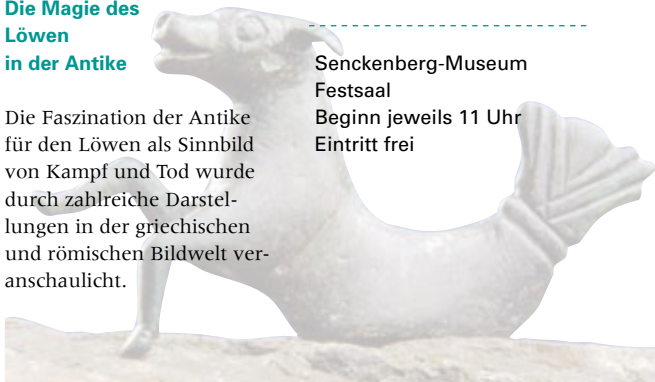 Die Magie des
Löwen
in der Antike
Die Faszination der Antike
für den Löwen als Sinnbild
von Kampf und Tod wurde
durch zahlreiche Darstel-
lungen in der griechischen
und römischen Bildwelt ver-
anschaulicht.
Senckenberg-Museum
Festsaal
Beginn jeweils 11 Uhr
Eintritt frei